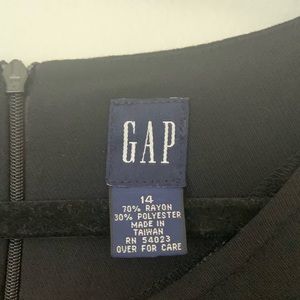 GAP
14
70% RAYON
30% POLYESTER
MADE IN
TAIWAN
RN 54023
OVER FOR CARE